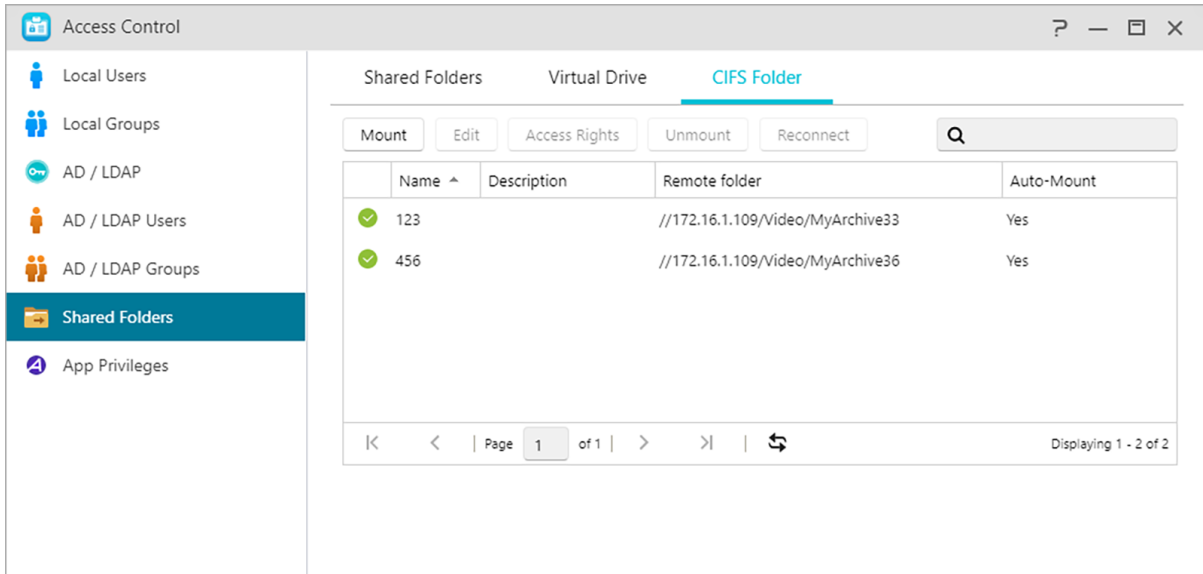 Access Control
Local Users
Local Groups
AD / LDAP
AD / LDAP Users
AD / LDAP Groups
Shared Folders
App Privileges
Shared Folders Virtual Drive CIFS Folder
Mount Edit Access Rights Unmount Reconnect
Name Description Remote folder Auto-Mount
123 //172.16.1.109/Video/MyArchive33 Yes
456 //172.16.1.109/Video/MyArchive36 Yes
Page 1 of 1 Displaying 1 - 2 of 2